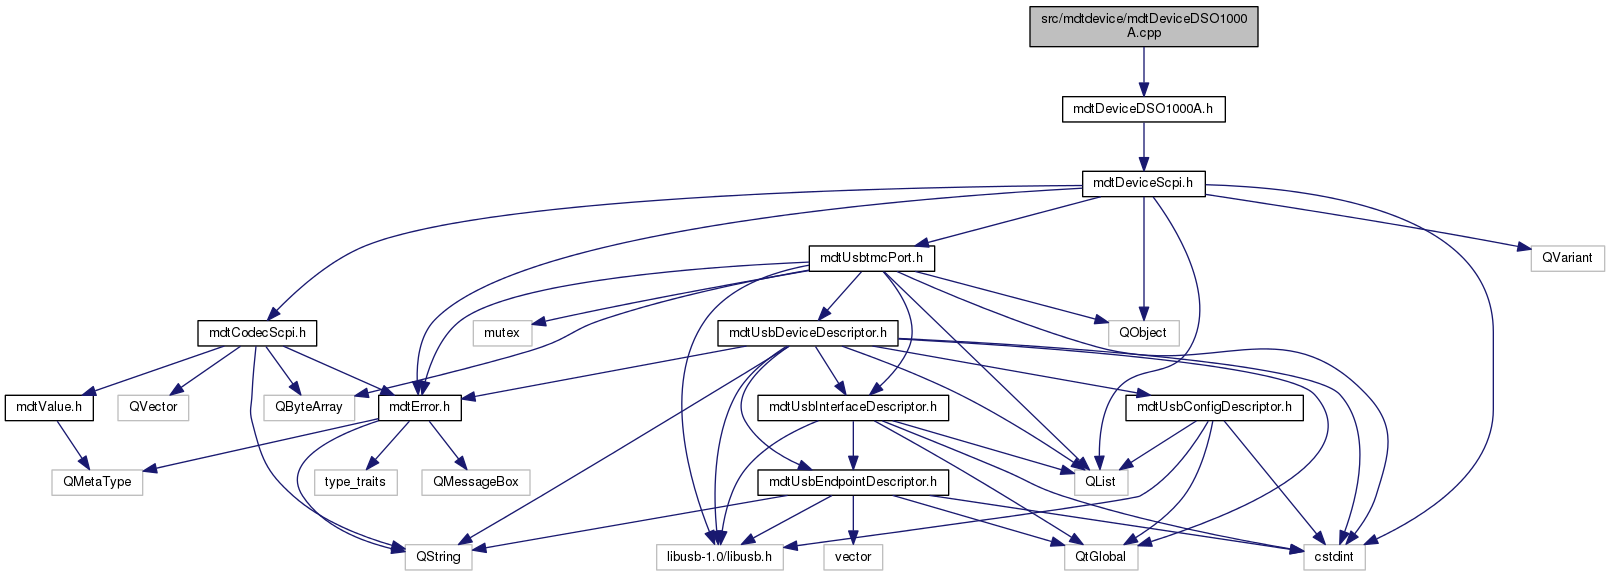 src/mdtdevice/mdtDeviceDSO1000
A.cpp
mdtDeviceDSO1000A.h
mdtDeviceScpi.h
mdtUsbtmcPort.h
QVariant
mdtCodecScpi.h
mutex
mdtUsbDeviceDescriptor.h
QObject
mdtValue.h
QVector
QByteArray
mdtError.h
mdtUsbInterfaceDescriptor.h
mdtUsbConfigDescriptor.h
QMetaType
type_traits
QMessageBox
mdtUsbEndpointDescriptor.h
QList
QString
libusb-1.0/libusb.h
vector
QtGlobal
cstdint